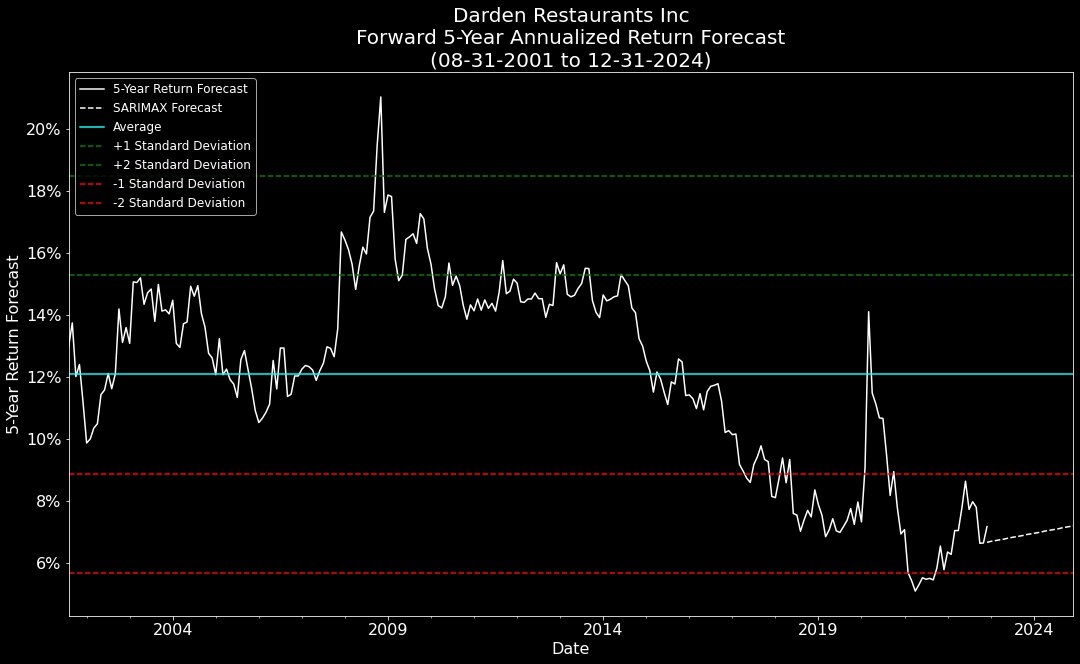 Darden Restaurants Inc
Forward 5-Year Annualized Return Forecast
(08-31-2001 to 12-31-2024)
5-Year Return Forecast
SARIMAX Forecast
Average
+1 Standard Deviation
+2 Standard Deviation
-1 Standard Deviation
-2 Standard Deviation
20%
18%
16%
14%
12%
10%
8%
6%
5-Year Return Forecast
2004
2009
2014
2019
2024
Date